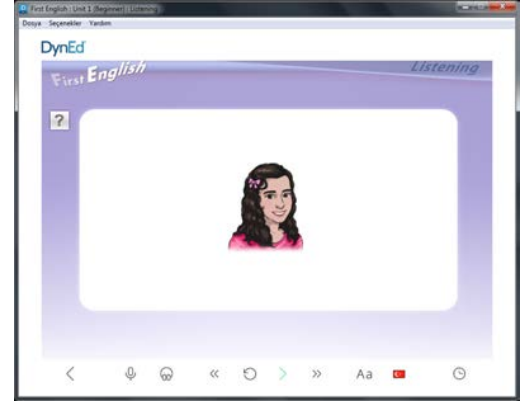 First English : Unit 1 (Beginner) : Listening
Dosya Seçenekler Yardım
DynEd
First English
Listening
?
Aa